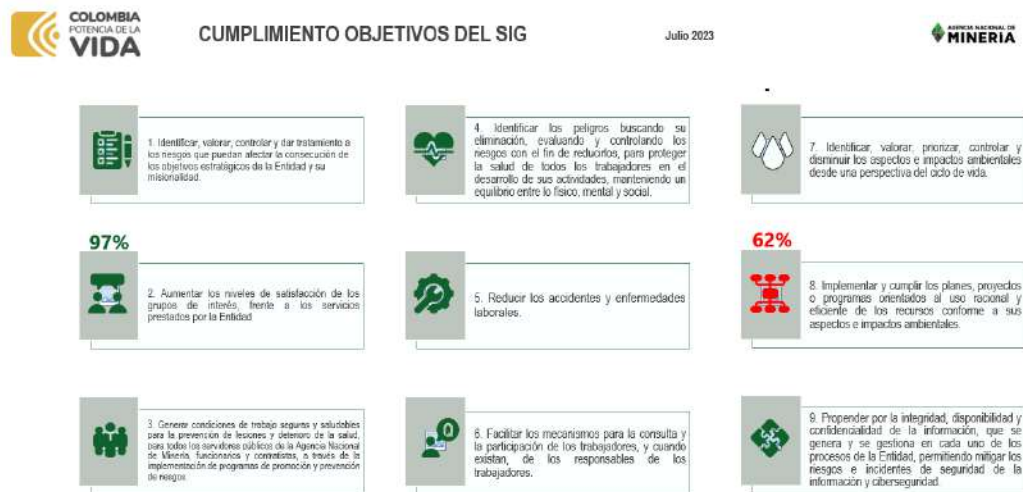 COLOMBIA
POTENCIA DE LA
VIDA
CUMPLIMIENTO OBJETIVOS DEL SIG
Julio 2023
AGENCIA NACIONAL DE
MINERÍA
-
1. Identificar, valorar, controlar y dar tratamiento a
los riesgos que puedan afectar la consecución de
los objetivos estratégicos de la Entidad y su
misionalidad.
4. Identificar los peligros buscando su
eliminación, evaluando y controlando los
riesgos con el fin de reducirlos, para proteger
la salud de todos los trabajadores en el
desarrollo de sus actividades, manteniendo un
equilibrio entre lo físico, mental y social.
7. Identificar, valorar, priorizar, controlar y
disminuir los aspectos e impactos ambientales
desde una perspectiva del ciclo de vida.
97%
2. Aumentar los niveles de satisfacción de los
grupos de interés, frente a los servicios
prestados por la Entidad
5. Reducir los accidentes y enfermedades
laborales.
62%
8. Implementar y cumplir los planes, proyectos
o programas orientados al uso racional y
eficiente de los recursos conforme a sus
aspectos e impactos ambientales.
3. Generar condiciones de trabajo seguras y saludables
para la prevención de lesiones y deterioro de la salud,
para todos los servidores públicos de la Agencia Nacional
de Minería, funcionarios y contratistas, a través de la
implementación de programas de promoción y prevención
de riesgos
6. Facilitar los mecanismos para la consulta y
la participación de los trabajadores, y cuando
existan, de los responsables de los
trabajadores.
9. Propender por la integridad, disponibilidad y
confidencialidad de la información, que se
genera y se gestiona en cada uno de los
procesos de la Entidad, permitiendo mitigar los
riesgos e incidentes de seguridad de la
información y ciberseguridad.